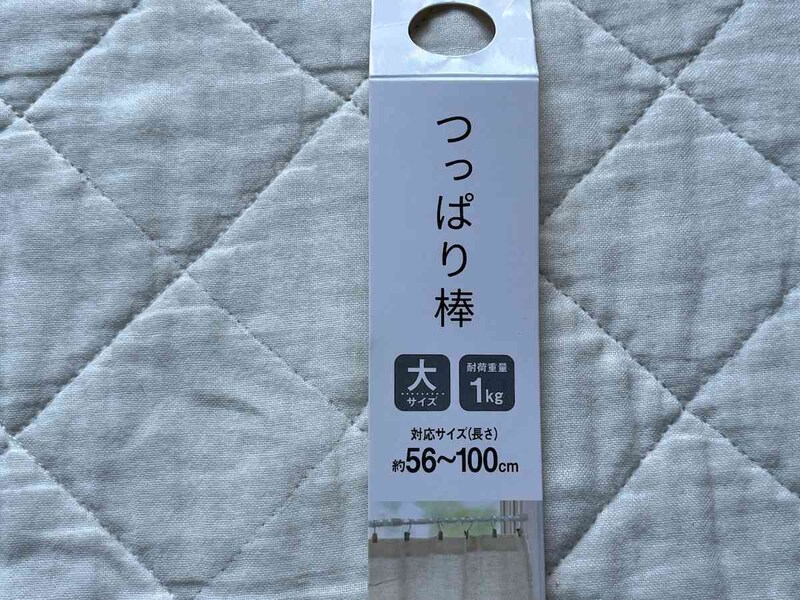 つっぱり棒
大
サイズ
耐荷重量
1kg
対応サイズ(長さ)
約56〜100cm